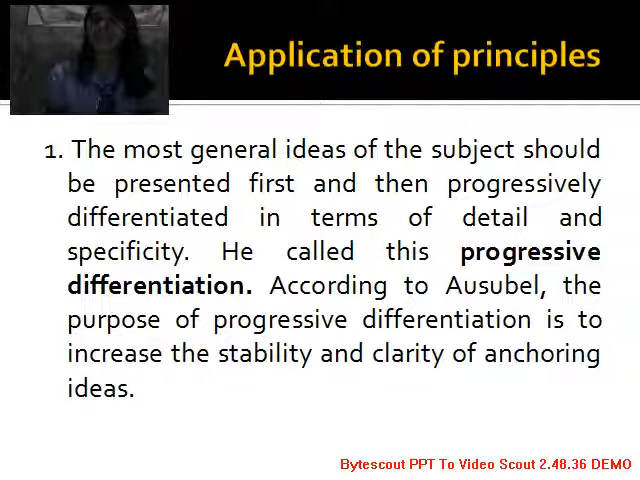 Application of principles
1. The most general ideas of the subject should
be presented first and then progressively
differentiated in terms of detail and
specificity. He called this progressive
differentiation. According to Ausubel, the
purpose of progressive differentiation is to
increase the stability and clarity of anchoring
ideas.
Bytescout PPT To Video Scout 2.48.36 DEMO